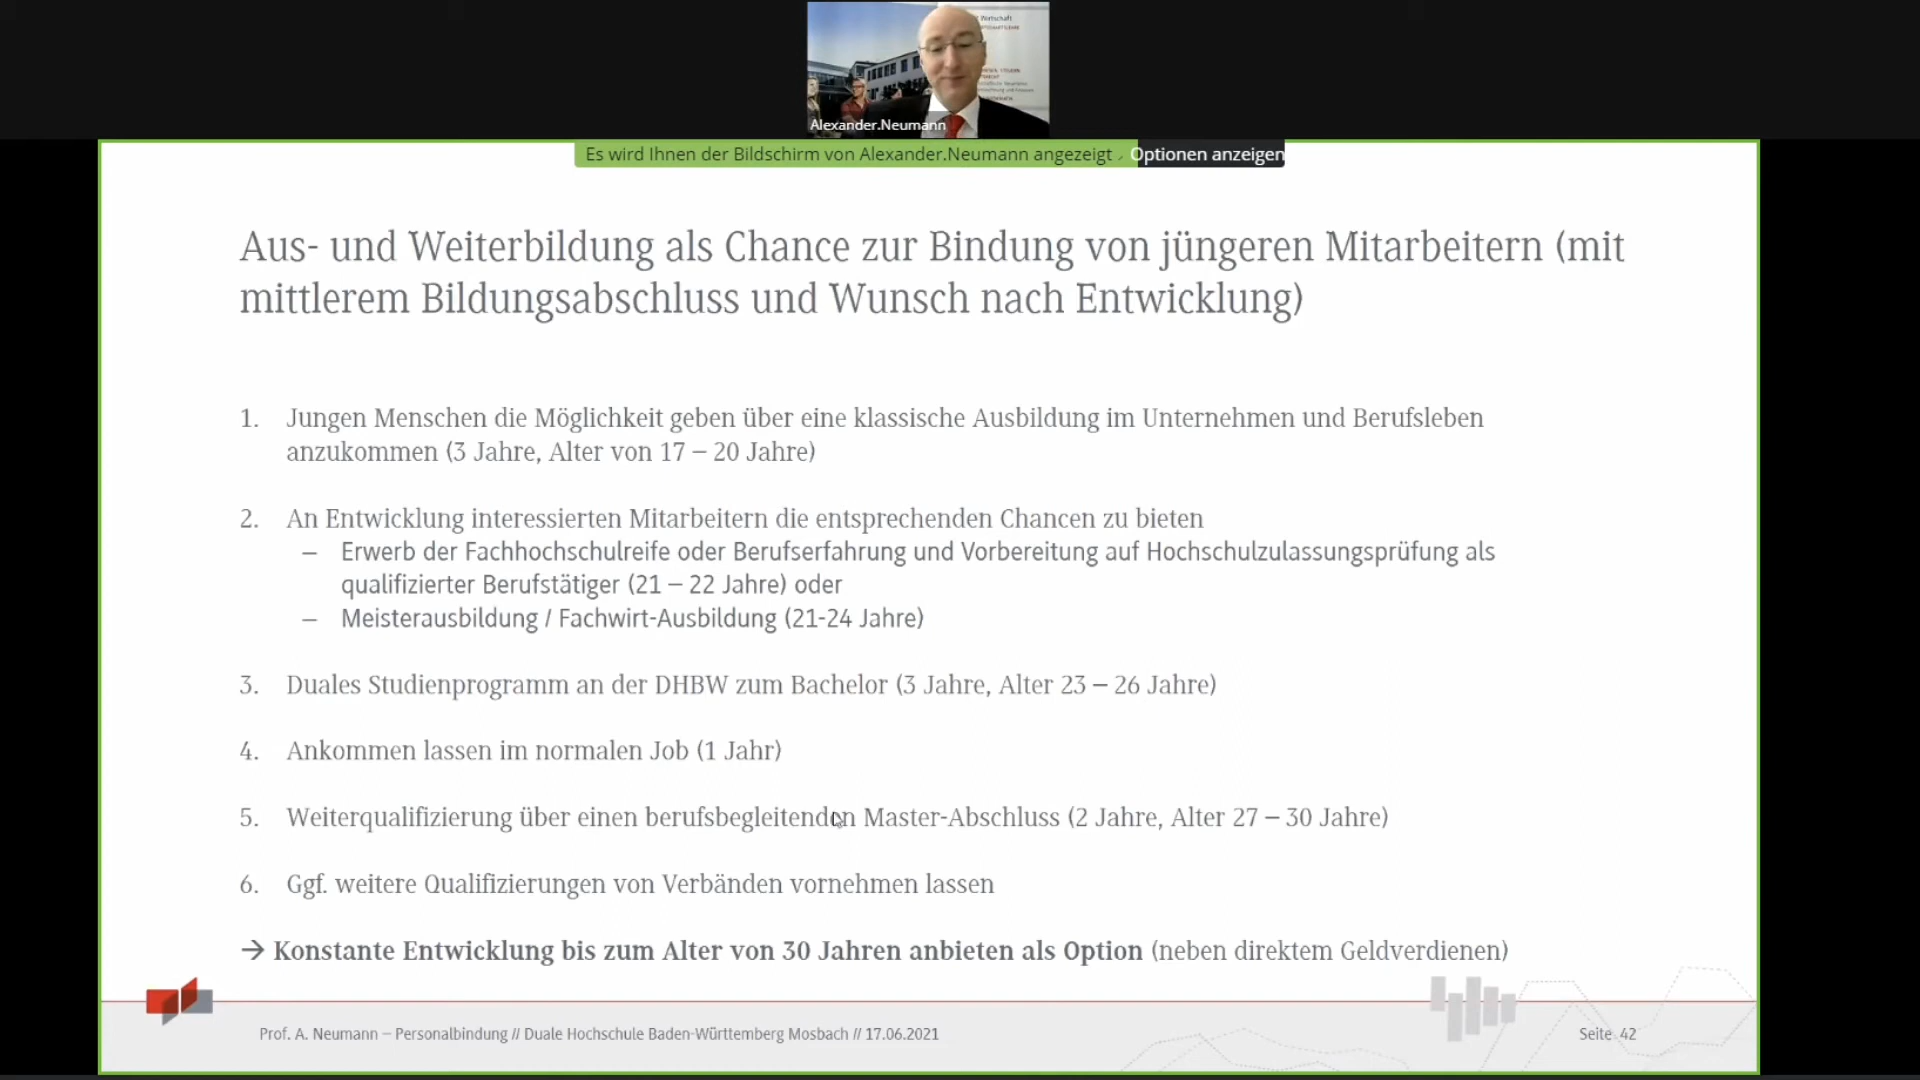 Wirtschaft
Alexander.Neumann
Es wird Ihnen der Bildschirm von Alexander.Neumann angezeigt
Optionen anzeigen
Aus- und Weiterbildung als Chance zur Bindung von jüngeren Mitarbeitern (mit
mittlerem Bildungsabschluss und Wunsch nach Entwicklung)
1. Jungen Menschen die Möglichkeit geben über eine klassische Ausbildung im Unternehmen und Berufsleben
anzukommen (3 Jahre, Alter von 17 – 20 Jahre)
2. An Entwicklung interessierten Mitarbeitern die entsprechenden Chancen zu bieten
– Erwerb der Fachhochschulreife oder Berufserfahrung und Vorbereitung auf Hochschulzulassungsprüfung als
qualifizierter Berufstätiger (21 – 22 Jahre) oder
– Meisterausbildung / Fachwirt-Ausbildung (21-24 Jahre)
3. Duales Studienprogramm an der DHBW zum Bachelor (3 Jahre, Alter 23 – 26 Jahre)
4. Ankommen lassen im normalen Job (1 Jahr)
5. Weiterqualifizierung über einen berufsbegleitenden Master-Abschluss (2 Jahre, Alter 27 – 30 Jahre)
6. Ggf. weitere Qualifizierungen von Verbänden vornehmen lassen
→ Konstante Entwicklung bis zum Alter von 30 Jahren anbieten als Option (neben direktem Geldverdienen)
Prof. A. Neumann – Personalbindung // Duale Hochschule Baden-Württemberg Mosbach // 17.06.2021
Seite 42